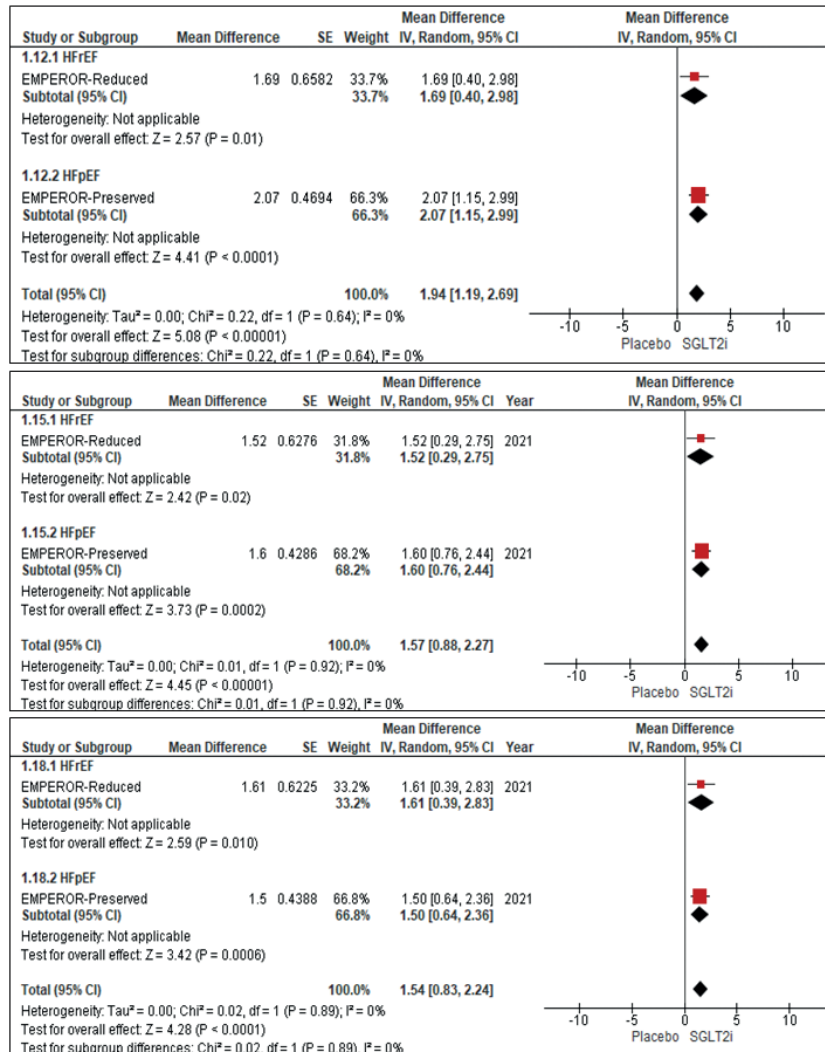 Mean Difference Mean Difference
Study or Subgroup Mean Difference SE Weight IV, Random, 95% CI IV, Random, 95% CI
1.12.1 HFrEF
EMPEROR-Reduced 1.69 0.6582 33.7% 1.69 [0.40, 2.98]
Subtotal (95% CI) 33.7% 1.69 [0.40, 2.98]
Heterogeneity: Not applicable
Test for overall effect: Z = 2.57 (P = 0.01)
1.12.2 HFpEF
EMPEROR-Preserved 2.07 0.4694 66.3% 2.07 [1.15, 2.99]
Subtotal (95% CI) 66.3% 2.07 [1.15, 2.99]
Heterogeneity: Not applicable
Test for overall effect: Z = 4.41 (P < 0.0001)
Total (95% CI) 100.0% 1.94 [1.19, 2.69]
Heterogeneity: Tau² = 0.00; Chi² = 0.22, df = 1 (P = 0.64); I² = 0%
Test for overall effect: Z = 5.08 (P < 0.00001)
Test for subgroup differences: Chi² = 0.22, df = 1 (P = 0.64), I² = 0%
-10 -5 0 5 10
Placebo SGLT2i
Mean Difference Mean Difference
Study or Subgroup Mean Difference SE Weight IV, Random, 95% CI Year IV, Random, 95% CI
1.15.1 HFrEF
EMPEROR-Reduced 1.52 0.6276 31.8% 1.52 [0.29, 2.75] 2021
Subtotal (95% CI) 31.8% 1.52 [0.29, 2.75]
Heterogeneity: Not applicable
Test for overall effect: Z = 2.42 (P = 0.02)
1.15.2 HFpEF
EMPEROR-Preserved 1.6 0.4286 68.2% 1.60 [0.76, 2.44] 2021
Subtotal (95% CI) 68.2% 1.60 [0.76, 2.44]
Heterogeneity: Not applicable
Test for overall effect: Z = 3.73 (P = 0.0002)
Total (95% CI) 100.0% 1.57 [0.88, 2.27]
Heterogeneity: Tau² = 0.00; Chi² = 0.01, df = 1 (P = 0.92); I² = 0%
Test for overall effect: Z = 4.45 (P < 0.00001)
Test for subgroup differences: Chi² = 0.01, df = 1 (P = 0.92), I² = 0%
-10 -5 0 5 10
Placebo SGLT2i
Mean Difference Mean Difference
Study or Subgroup Mean Difference SE Weight IV, Random, 95% CI Year IV, Random, 95% CI
1.18.1 HFrEF
EMPEROR-Reduced 1.61 0.6225 33.2% 1.61 [0.39, 2.83] 2021
Subtotal (95% CI) 33.2% 1.61 [0.39, 2.83]
Heterogeneity: Not applicable
Test for overall effect: Z = 2.59 (P = 0.010)
1.18.2 HFpEF
EMPEROR-Preserved 1.5 0.4388 66.8% 1.50 [0.64, 2.36] 2021
Subtotal (95% CI) 66.8% 1.50 [0.64, 2.36]
Heterogeneity: Not applicable
Test for overall effect: Z = 3.42 (P = 0.0006)
Total (95% CI) 100.0% 1.54 [0.83, 2.24]
Heterogeneity: Tau² = 0.00; Chi² = 0.02, df = 1 (P = 0.89); I² = 0%
Test for overall effect: Z = 4.28 (P < 0.0001)
Test for subgroup differences: Chi² = 0.02, df = 1 (P = 0.89), I² = 0%
-10 -5 0 5 10
Placebo SGLT2i